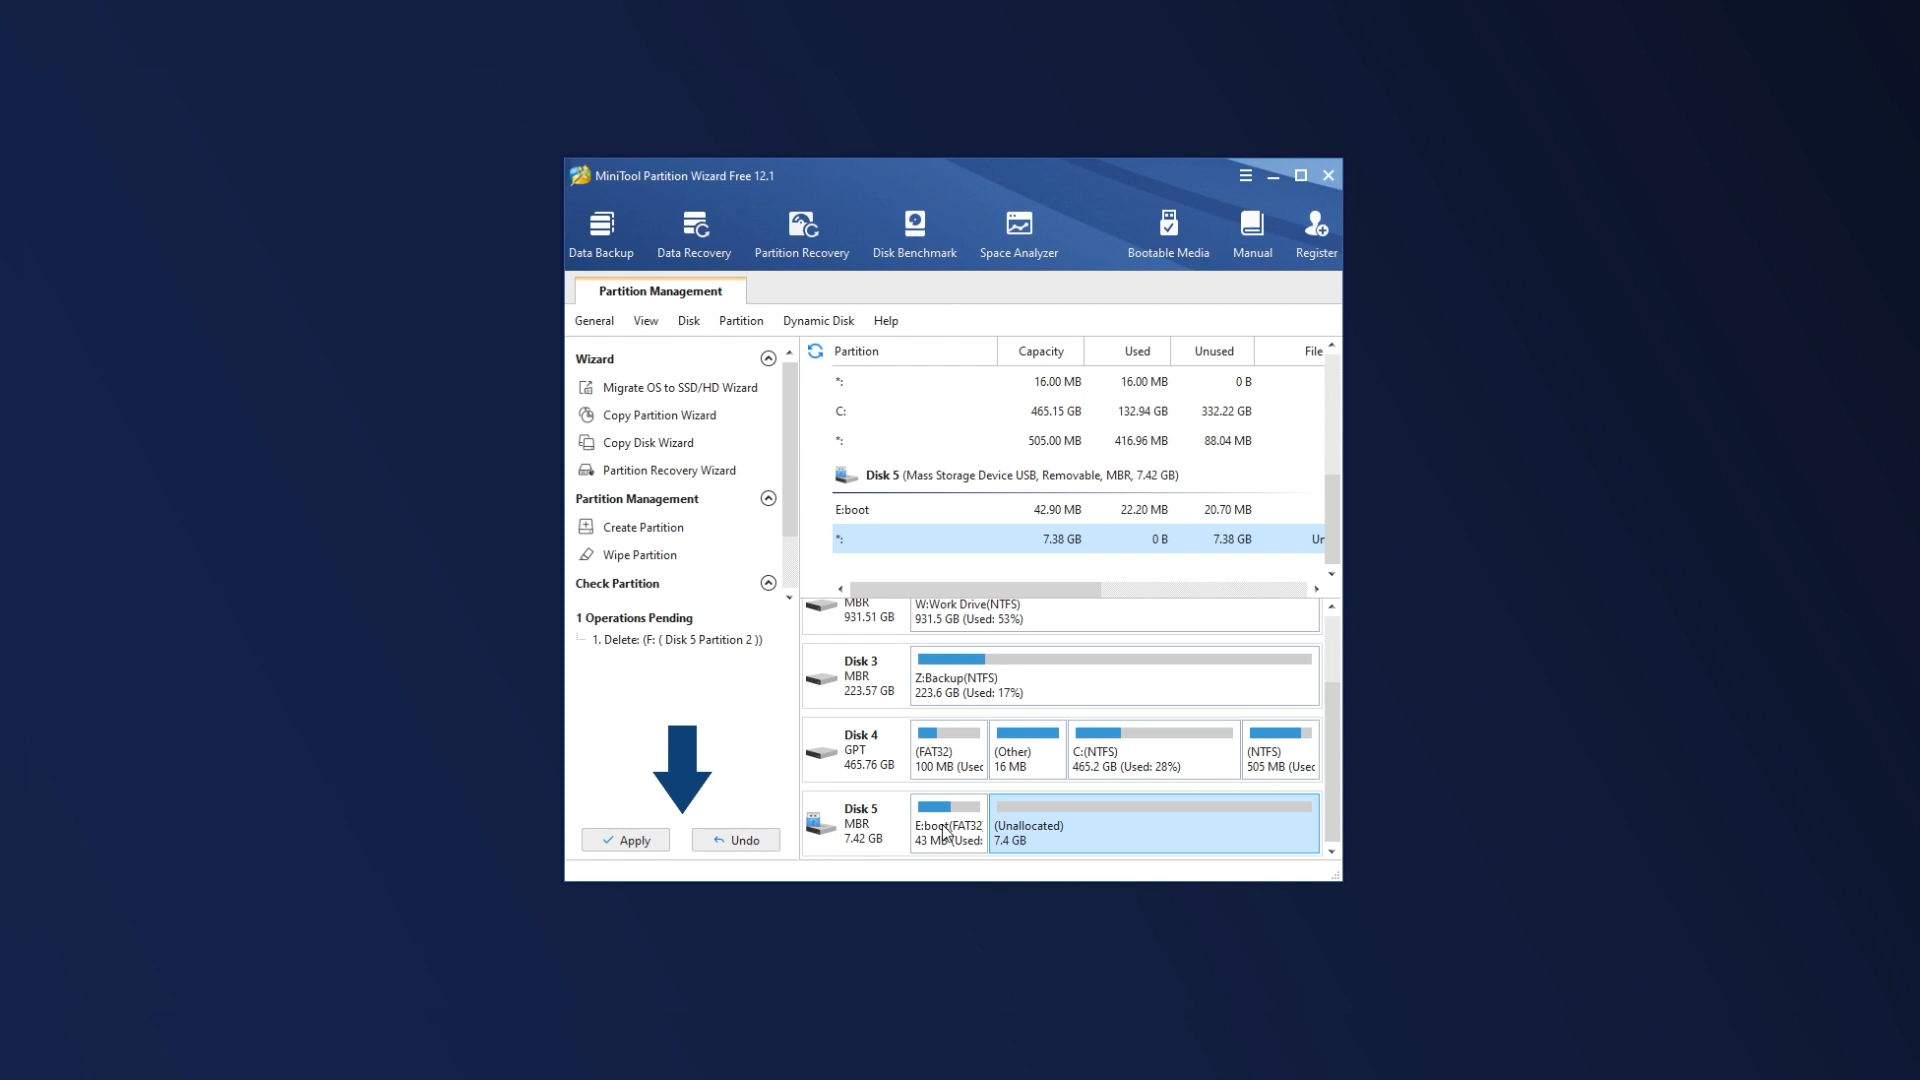 MiniTool Partition Wizard Free 12.1
Data Backup
Data Recovery
Partition Recovery
Disk Benchmark
Space Analyzer
Bootable Media
Manual
Register
Partition Management
General
View
Disk
Partition
Dynamic Disk
Help
Wizard
Migrate OS to SSD/HD Wizard
Copy Partition Wizard
Copy Disk Wizard
Partition Recovery Wizard
Partition Management
Create Partition
Wipe Partition
Check Partition
1 Operations Pending
1. Delete: (F: ( Disk 5 Partition 2 ))
Apply
Undo
Partition Capacity Used Unused File
*: 16.00 MB 16.00 MB 0 B
C: 465.15 GB 132.94 GB 332.22 GB
*: 505.00 MB 416.96 MB 88.04 MB
Disk 5 (Mass Storage Device USB, Removable, MBR, 7.42 GB)
E:boot 42.90 MB 22.20 MB 20.70 MB
*: 7.38 GB 0 B 7.38 GB Un
MBR
931.51 GB
W:Work Drive(NTFS)
931.5 GB (Used: 53%)
Disk 3
MBR
223.57 GB
Z:Backup(NTFS)
223.6 GB (Used: 17%)
Disk 4
GPT
465.76 GB
(FAT32)
100 MB (Usec
(Other)
16 MB
C:(NTFS)
465.2 GB (Used: 28%)
(NTFS)
505 MB (Usec
Disk 5
MBR
7.42 GB
E:boot(FAT32
43 MB (Used:
(Unallocated)
7.4 GB